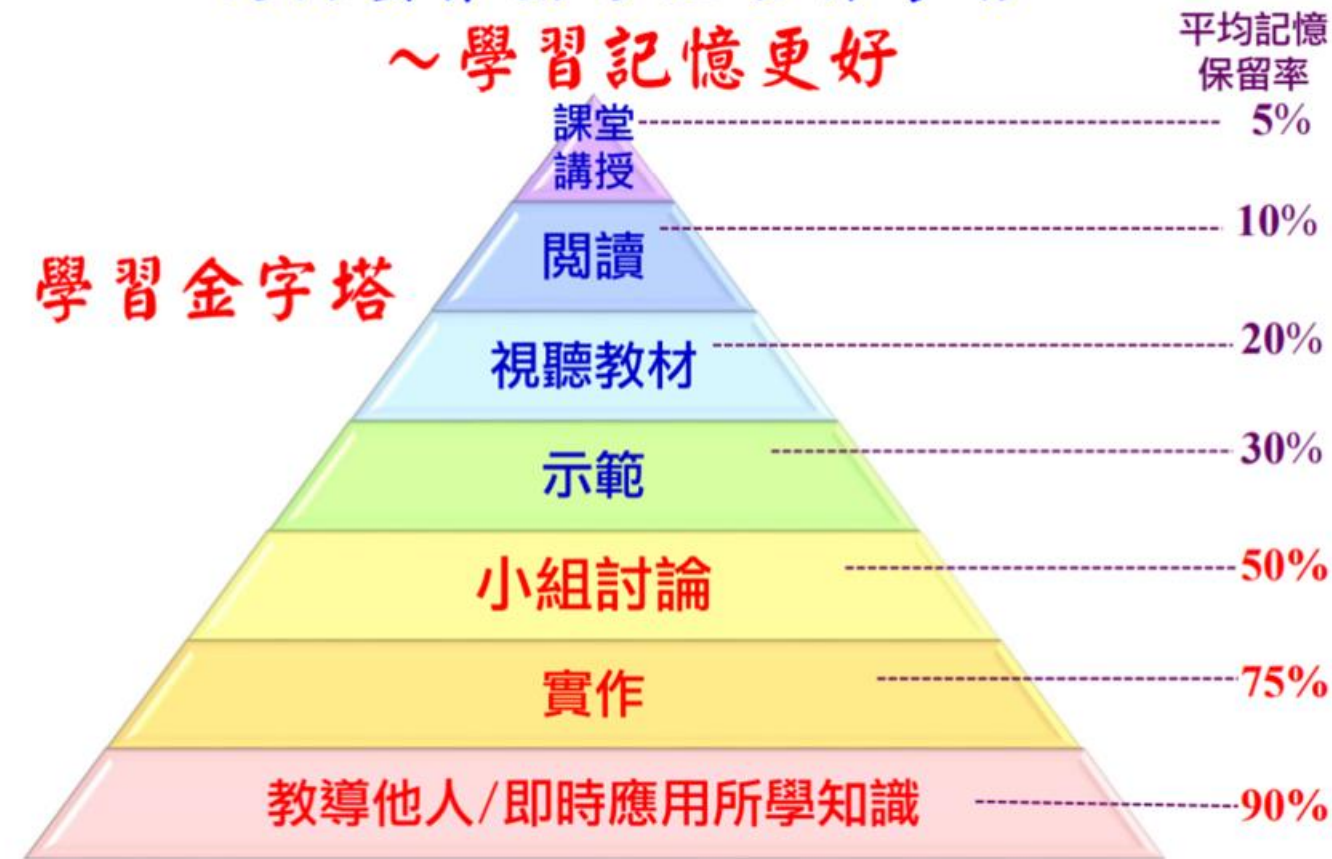 ~學習記憶更好
平均記憶
保留率
課堂
講授
5%
閱讀
10%
學習金字塔
視聽教材
20%
示範
30%
小組討論
50%
實作
75%
教導他人/即時應用所學知識
90%